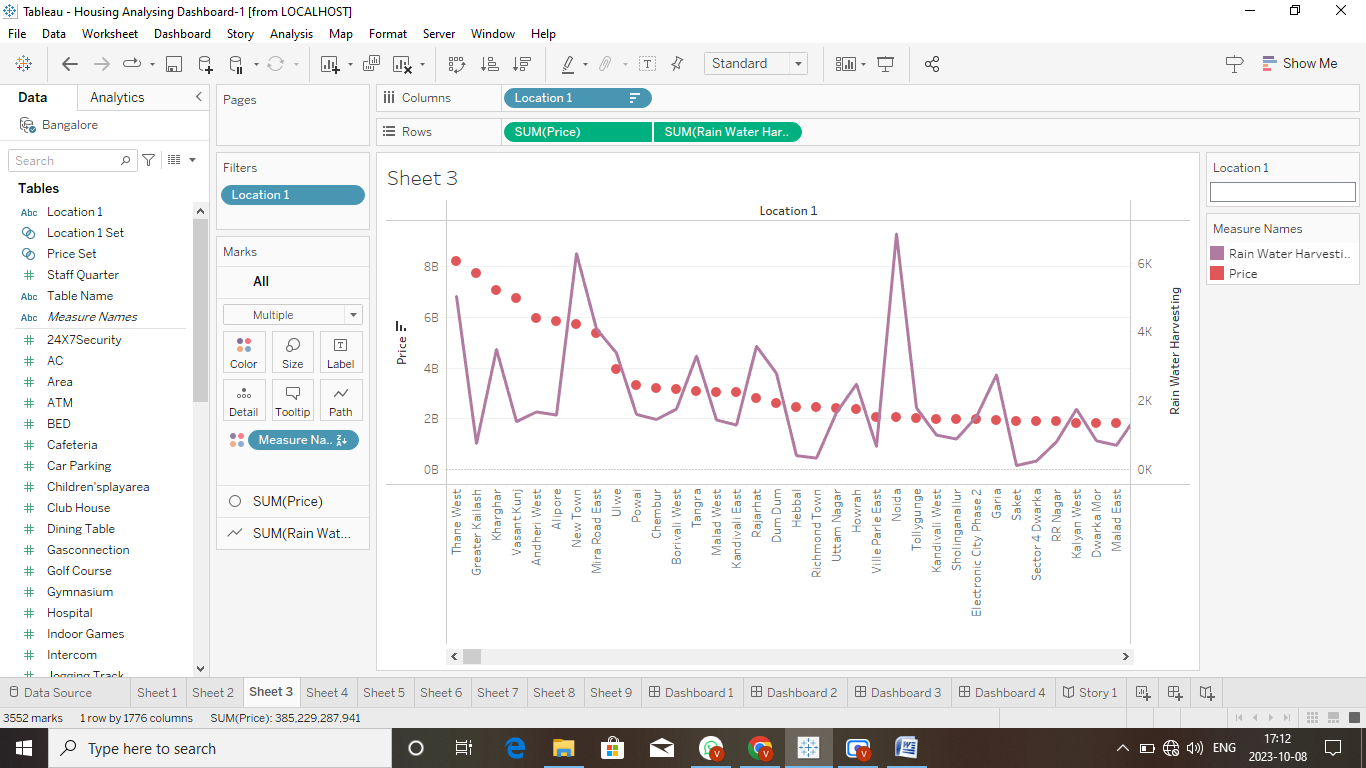 Tableau - Housing Analysing Dashboard-1 [from LOCALHOST]
File Data Worksheet Dashboard Story Analysis Map Format Server Window Help
Standard
Show Me
Data Analytics
Bangalore
Search
Tables
Abc Location 1
Location 1 Set
Price Set
# Staff Quarter
Abc Table Name
Abc Measure Names
# 24X7Security
# AC
# Area
# ATM
# BED
# Cafeteria
# Car Parking
# Children'splayarea
# Club House
# Dining Table
# Gasconnection
# Golf Course
# Gymnasium
# Hospital
# Indoor Games
# Intercom
# Jogging Track
Pages
Filters
Location 1
Marks
All
Multiple
Color Size Label
Detail Tooltip Path
Measure Na..
SUM(Price)
SUM(Rain Wat...
Columns Location 1
Rows SUM(Price) SUM(Rain Water Har..
Sheet 3
Location 1
8B
6B
4B
2B
0B
Price
6K
4K
2K
0K
Rain Water Harvesting
Thane West
Greater Kailash
Kharghar
Vasant Kunj
Andheri West
Alipore
New Town
Mira Road East
Ulwe
Powai
Chembur
Borivali West
Tangra
Malad West
Kandivali East
Rajarhat
Dum Dum
Hebbal
Richmond Town
Uttam Nagar
Howrah
Ville Parle East
Noida
Tollygunge
Kandivali West
Sholinganallur
Electronic City Phase 2
Garia
Saket
Sector 4 Dwarka
RR Nagar
Kalyan West
Dwarka Mor
Malad East
Location 1
Measure Names
Rain Water Harvesti..
Price
Data Source Sheet 1 Sheet 2 Sheet 3 Sheet 4 Sheet 5 Sheet 6 Sheet 7 Sheet 8 Sheet 9 Dashboard 1 Dashboard 2 Dashboard 3 Dashboard 4 Story 1
3552 marks 1 row by 1776 columns SUM(Price): 385,229,287,941
Type here to search
V V V
ENG
17:12
2023-10-08